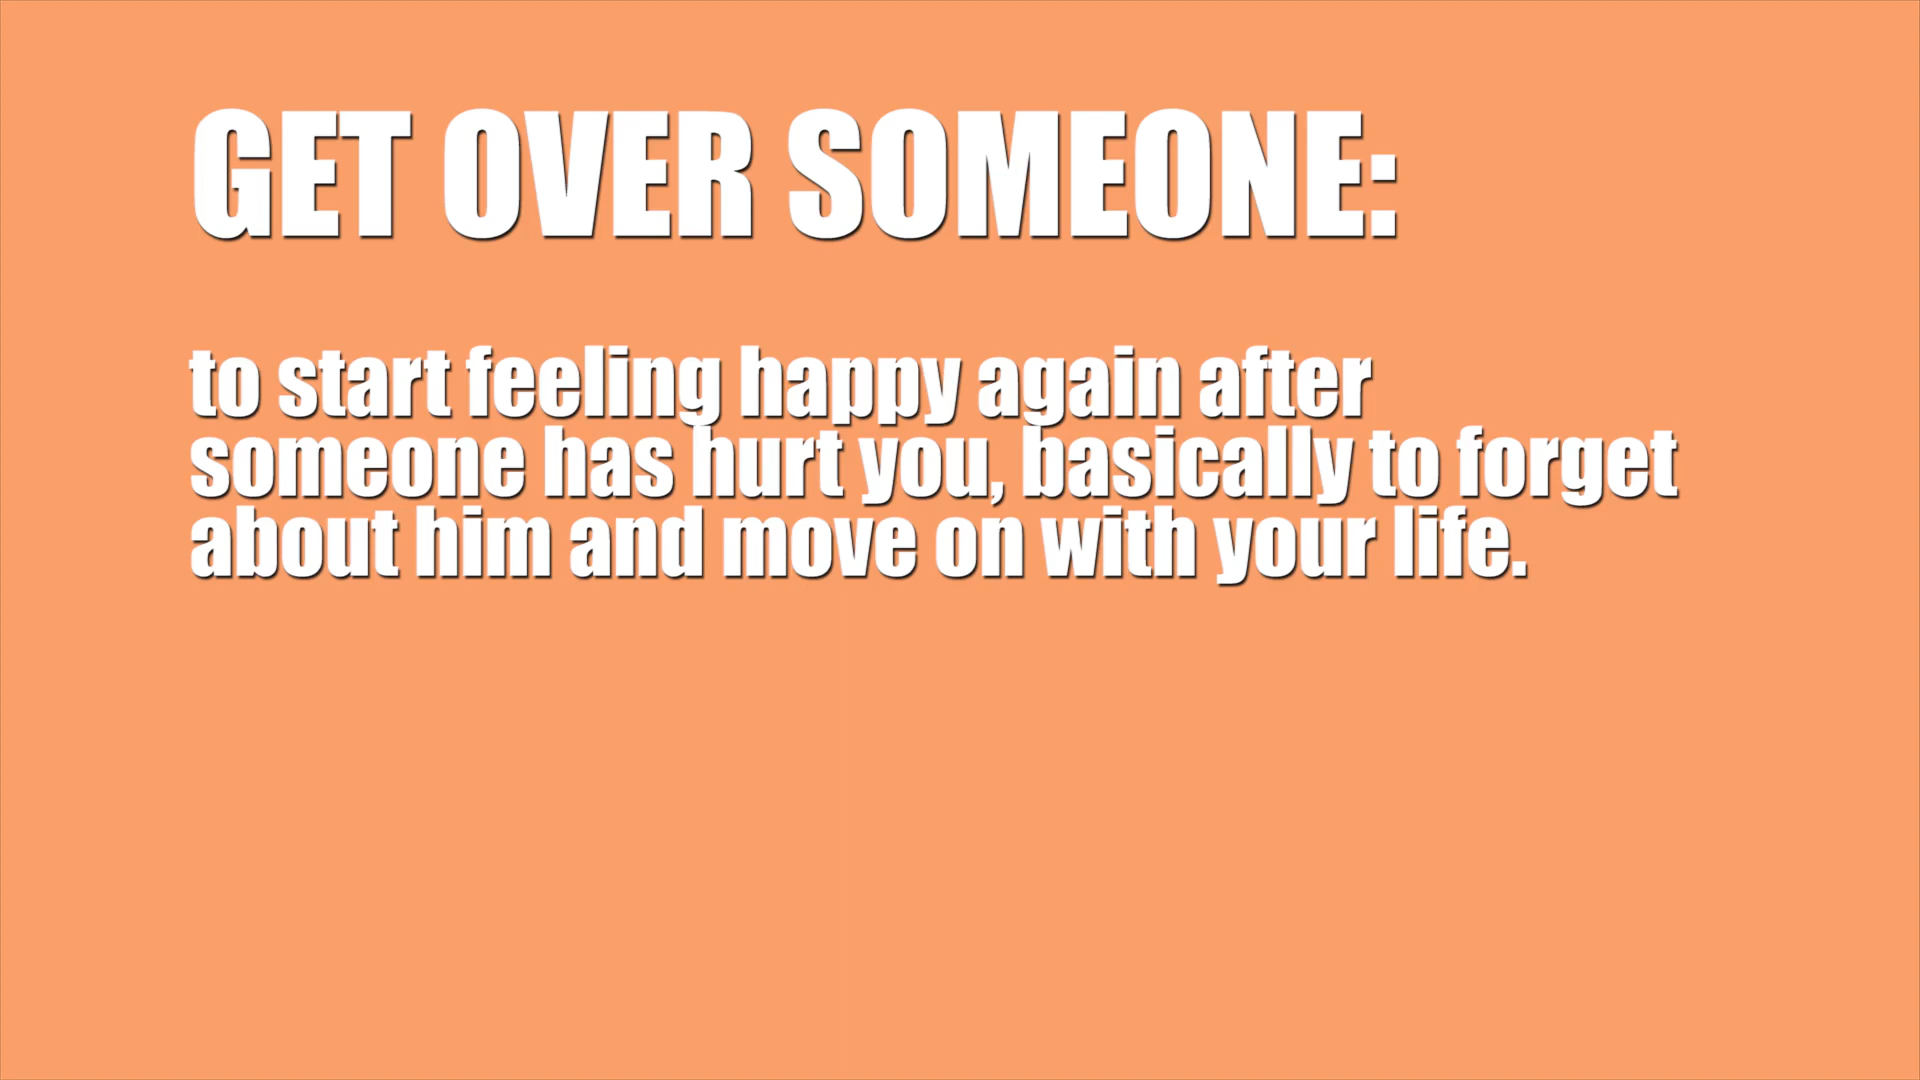 GET OVER SOMEONE:
to start feeling happy again after
someone has hurt you, basically to forget
about him and move on with your life.